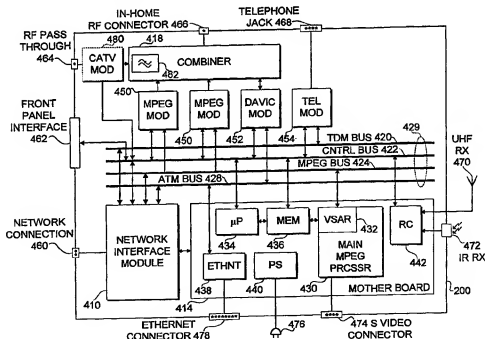 IN-HOME
RF CONNECTOR 466
TELEPHONE
JACK 468
RF PASS
THROUGH
464
480
CATV
MOD
418
COMBINER
482
FRONT
PANEL
INTERFACE
462
450
MPEG
MOD
MPEG
MOD
450
DAVIC
MOD
452
TEL
MOD
454
TDM BUS 420
429
CNTRL BUS 422
MPEG BUS 424
ATM BUS 428
UHF
RX
470
NETWORK
CONNECTION
460
NETWORK
INTERFACE
MODULE
410
µP
434
MEM
436
VSAR
432
MAIN
MPEG
PRCSSR
430
RC
442
472
IR RX
ETHNT
438
PS
440
MOTHER BOARD
414
200
ETHERNET
CONNECTOR 478
476
474 S VIDEO
CONNECTOR